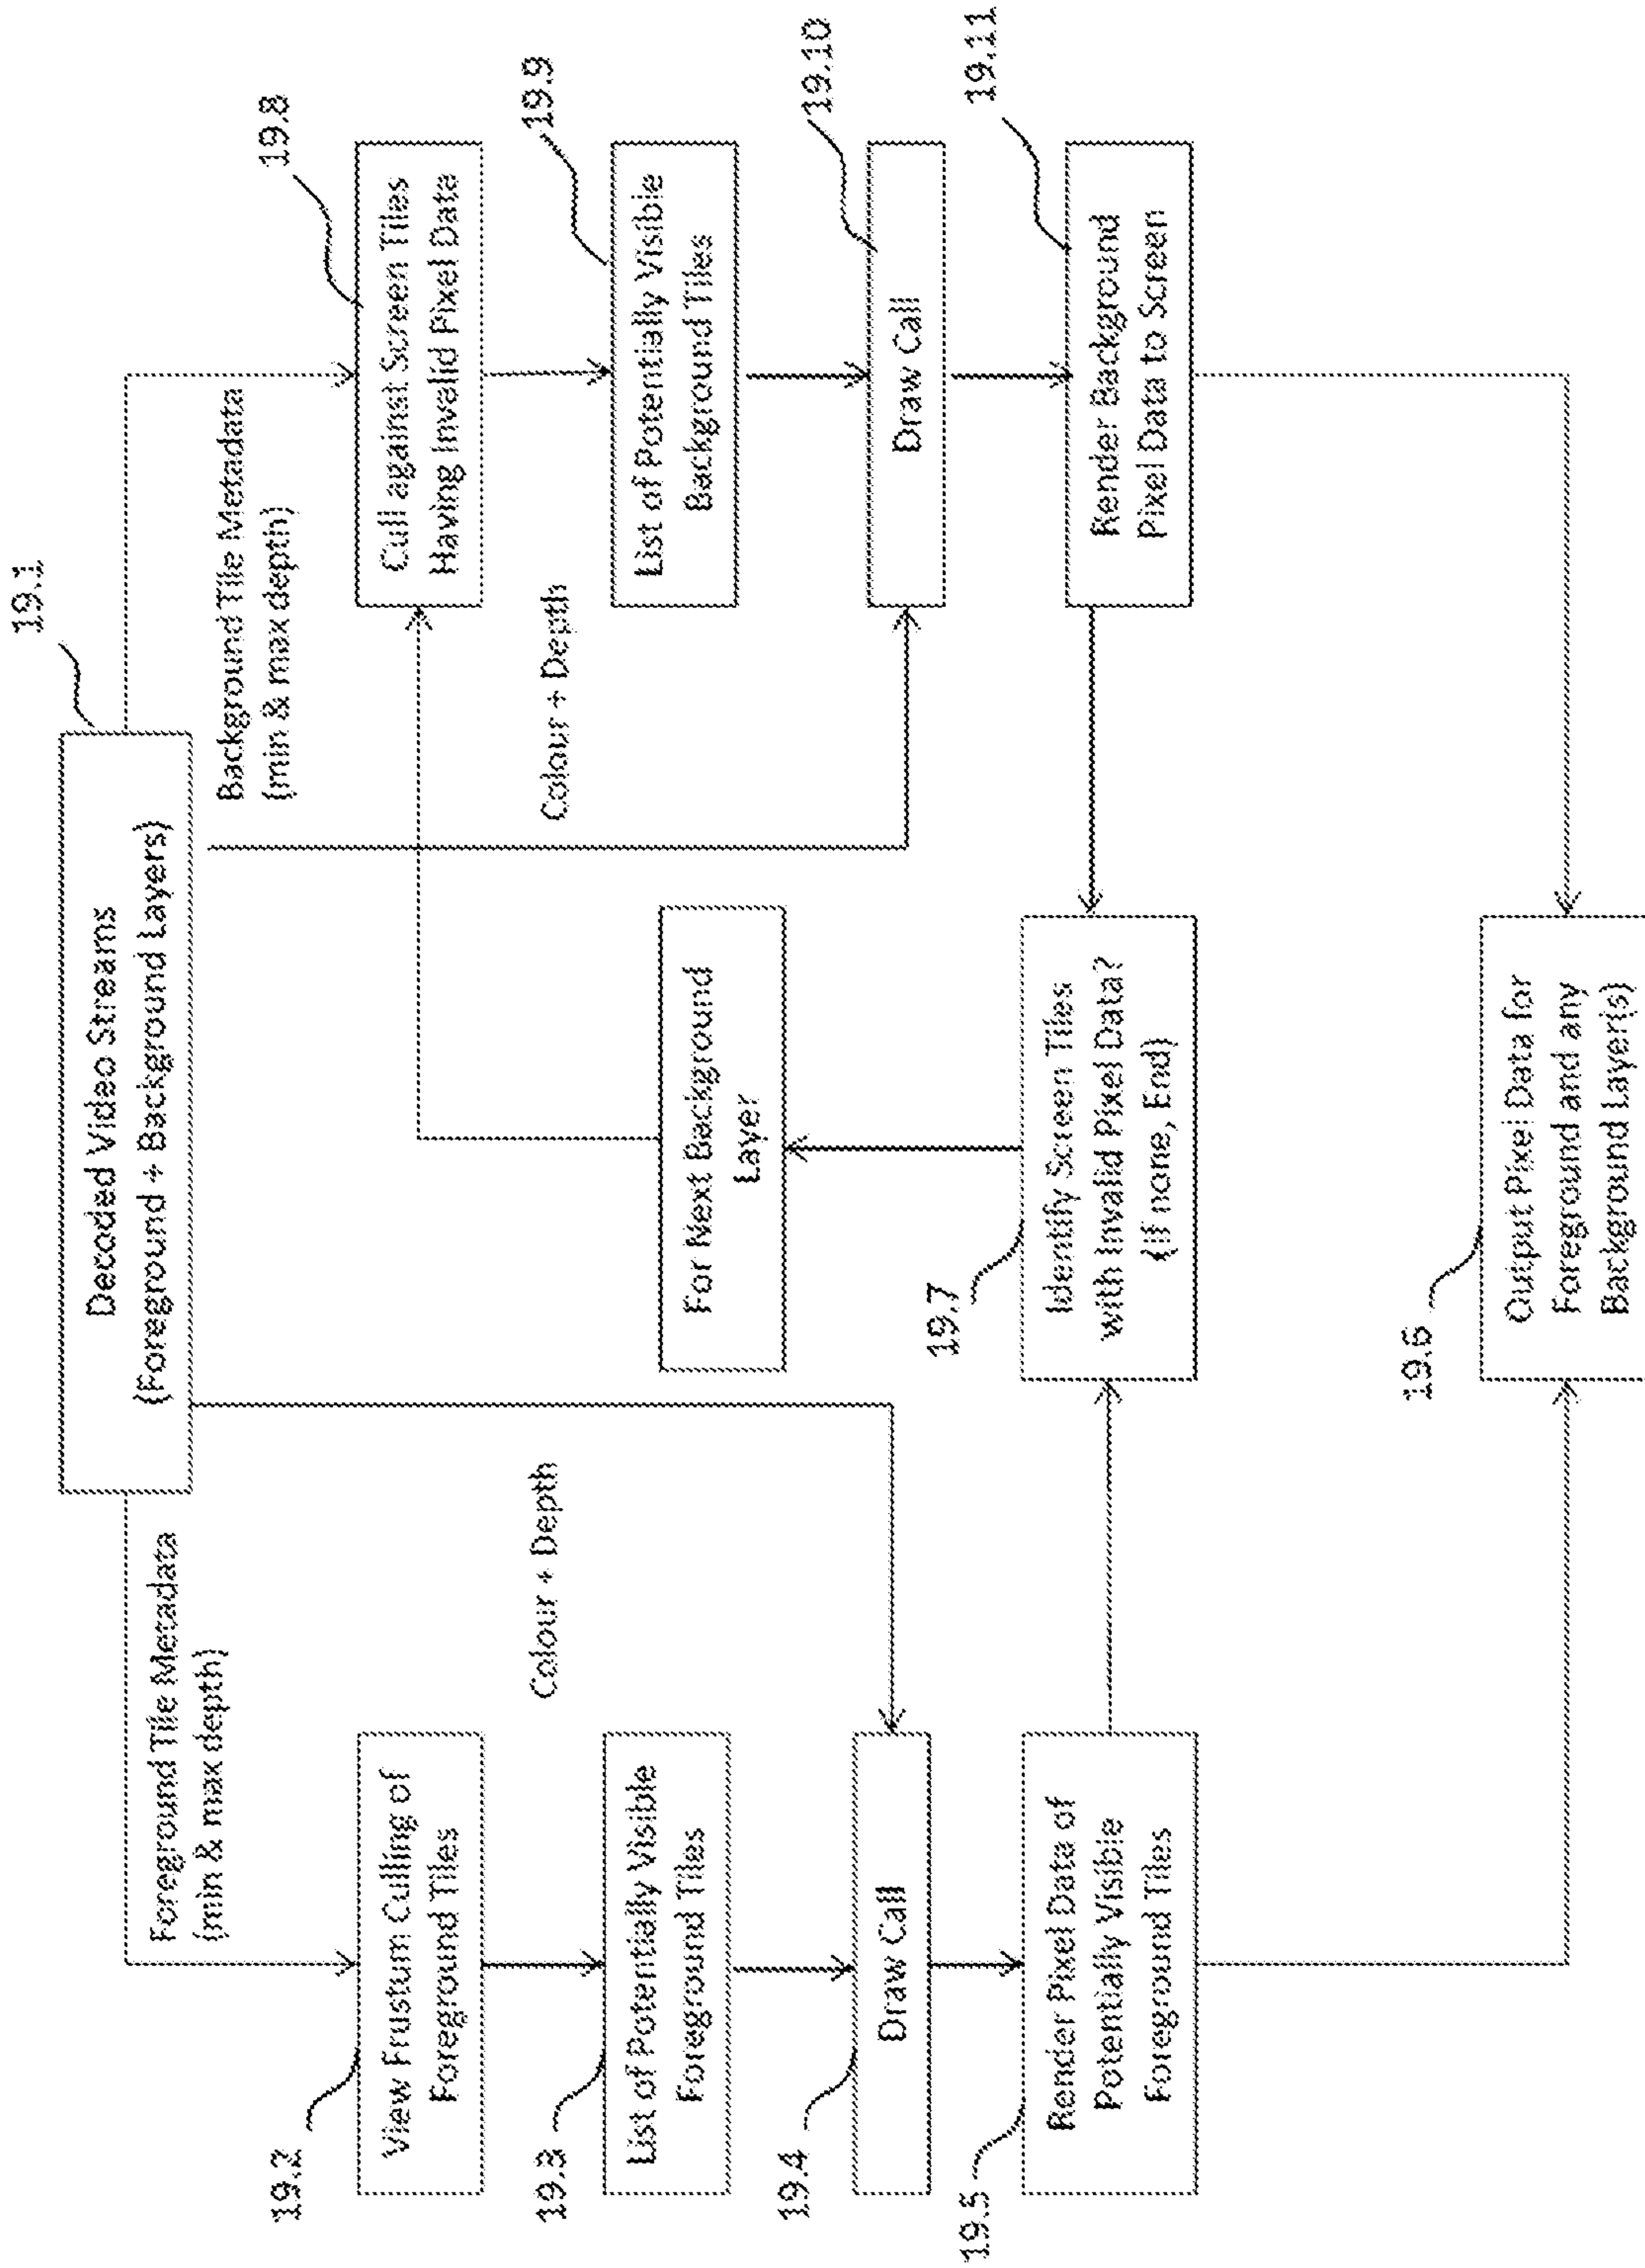 19.1
Decoded Video Streams
(Foreground + Background Layers)
Foreground Tile Metadata
(min & max depth)
Background Tile Metadata
(min & max depth)
19.2
View Frustum Culling of
Foreground Tiles
19.8
Cull against Screen Tiles
Having Invalid Pixel Data
Colour + Depth
Colour + Depth
19.3
List of Potentially Visible
Foreground Tiles
For Next Background
Layer
19.9
List of Potentially Visible
Background Tiles
19.4
Draw Call
19.10
Draw Call
19.5
Render Pixel Data of
Potentially Visible
Foreground Tiles
19.7
Identify Screen Tiles
with Invalid Pixel Data?
(If none, End)
19.11
Render Background
Pixel Data to Screen
19.6
Output Pixel Data for
Foreground and any
Background Layer(s)